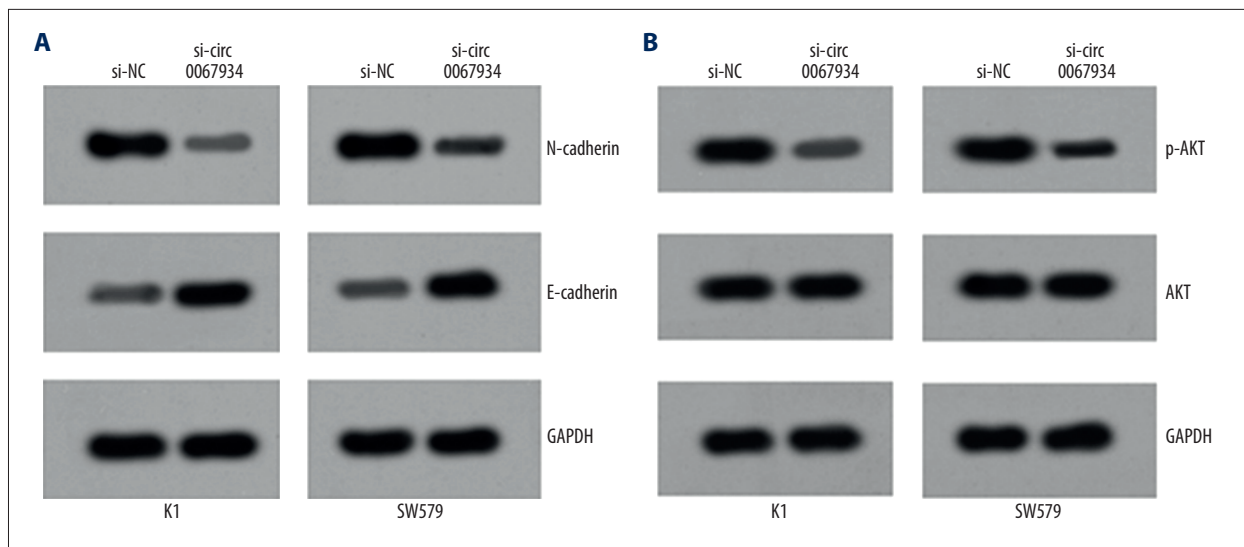 A
B
si-NC
si-circ
0067934
si-NC
si-circ
0067934
si-NC
si-circ
0067934
si-NC
si-circ
0067934
N-cadherin
p-AKT
E-cadherin
AKT
GAPDH
GAPDH
K1
SW579
K1
SW579